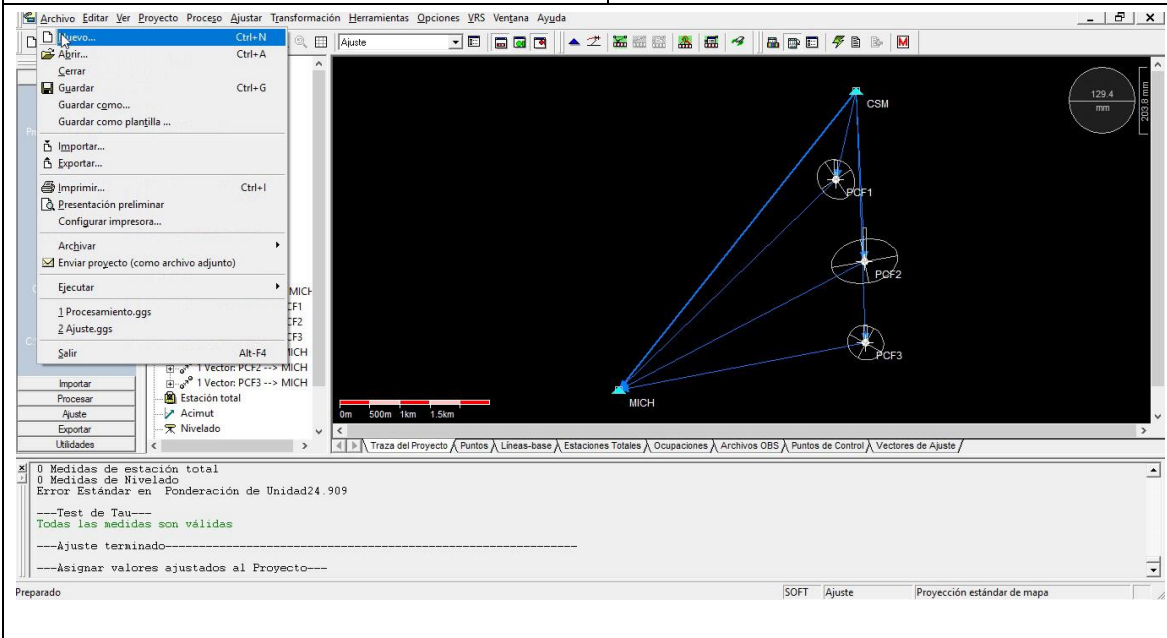 Archivo Editar Ver Proyecto Proceso Ajustar Transformación Herramientas Opciones VRS Ventana Ayuda
Nuevo... Ctrl+N
Abrir... Ctrl+A
Cerrar
Guardar Ctrl+G
Guardar como...
Guardar como plantilla ...
Importar...
Exportar...
Imprimir... Ctrl+I
Presentación preliminar
Configurar impresora...
Archivar
Enviar proyecto (como archivo adjunto)
Ejecutar
1 Procesamiento.ggs
2 Ajuste.ggs
Salir Alt-F4
Ajuste
M
MICH
CF1
CF2
CF3
MICH
1 Vector: PCF2 --> MICH
1 Vector: PCF3 --> MICH
Estación total
Acimut
Nivelado
Importar
Procesar
Ajuste
Exportar
Utilidades
CSM
PCF1
PCF2
PCF3
MICH
129.4
mm
203.8 mm
0m 500m 1km 1.5km
Traza del Proyecto Puntos Líneas-base Estaciones Totales Ocupaciones Archivos OBS Puntos de Control Vectores de Ajuste
0 Medidas de estación total
0 Medidas de Nivelado
Error Estándar en Ponderación de Unidad24.909
---Test de Tau---
Todas las medidas son válidas
---Ajuste terminado-------------------------------------------------------------
---Asignar valores ajustados al Proyecto---
Preparado
SOFT Ajuste Proyección estándar de mapa